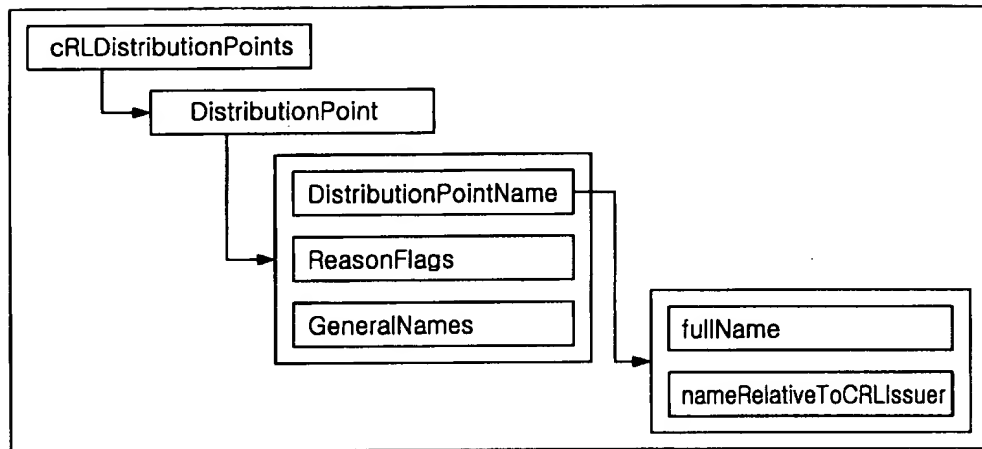 cRLDistributionPoints
DistributionPoint
DistributionPointName
ReasonFlags
GeneralNames
fullName
nameRelativeToCRLIssuer